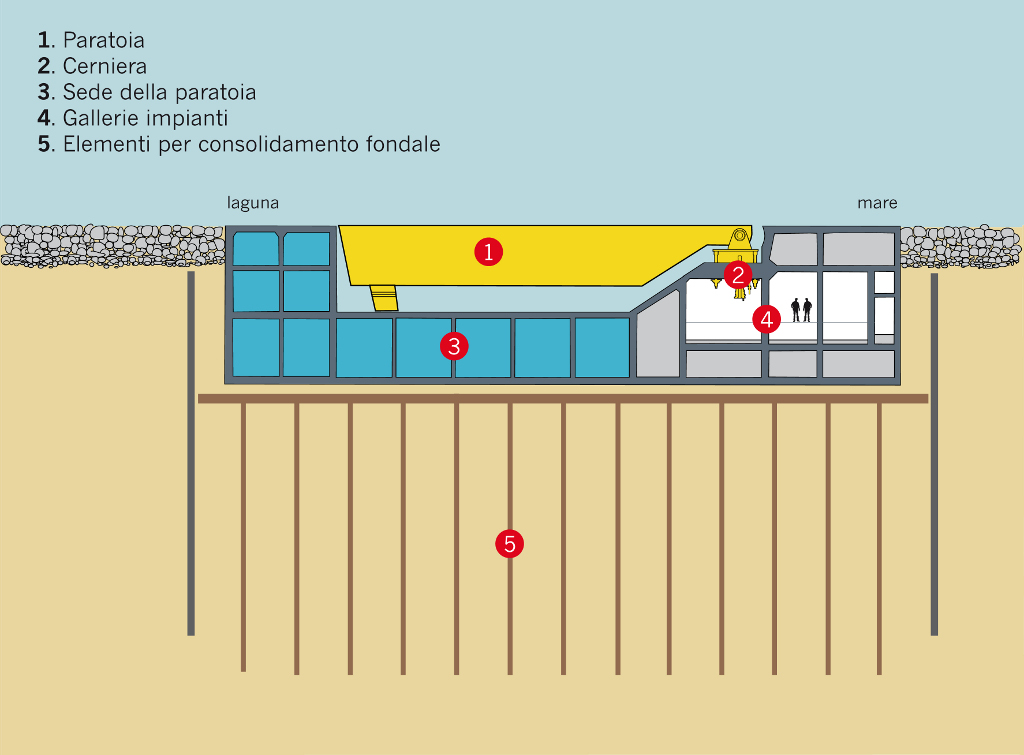 1. Paratoia
2. Cerniera
3. Sede della paratoia
4. Gallerie impianti
5. Elementi per consolidamento fondale
laguna
mare
1
2
4
3
5